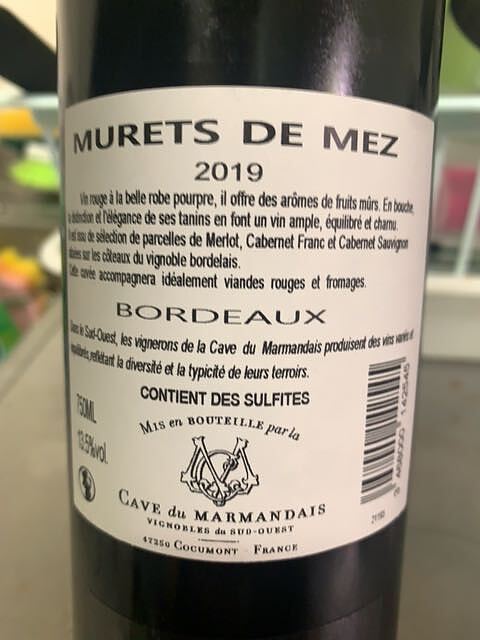 MURETS DE MEZ
2019
Vin rouge à la belle robe pourpre, il offre des arômes de fruits mûrs. En bouche,
distinction et l'élégance de ses tanins en font un vin ample, équilibré et charnu.
est issu de sélection de parcelles de Merlot, Cabernet Franc et Cabernet Sauvignon
sur les côteaux du vignoble bordelais.
cuvée accompagnera idéalement viandes rouges et fromages.
BORDEAUX
Dans le Sud-Ouest, les vignerons de la Cave du Marmandais produisent des vins variés et
équilibrés, reflétant la diversité et la typicité de leurs terroirs.
CONTIENT DES SULFITES
750ML
13.5%vol.
MIS en BOUTEILLE par la
CAVE du MARMANDAIS
VIGNOBLES du SUD-OUEST
47250 COCUMONT FRANCE